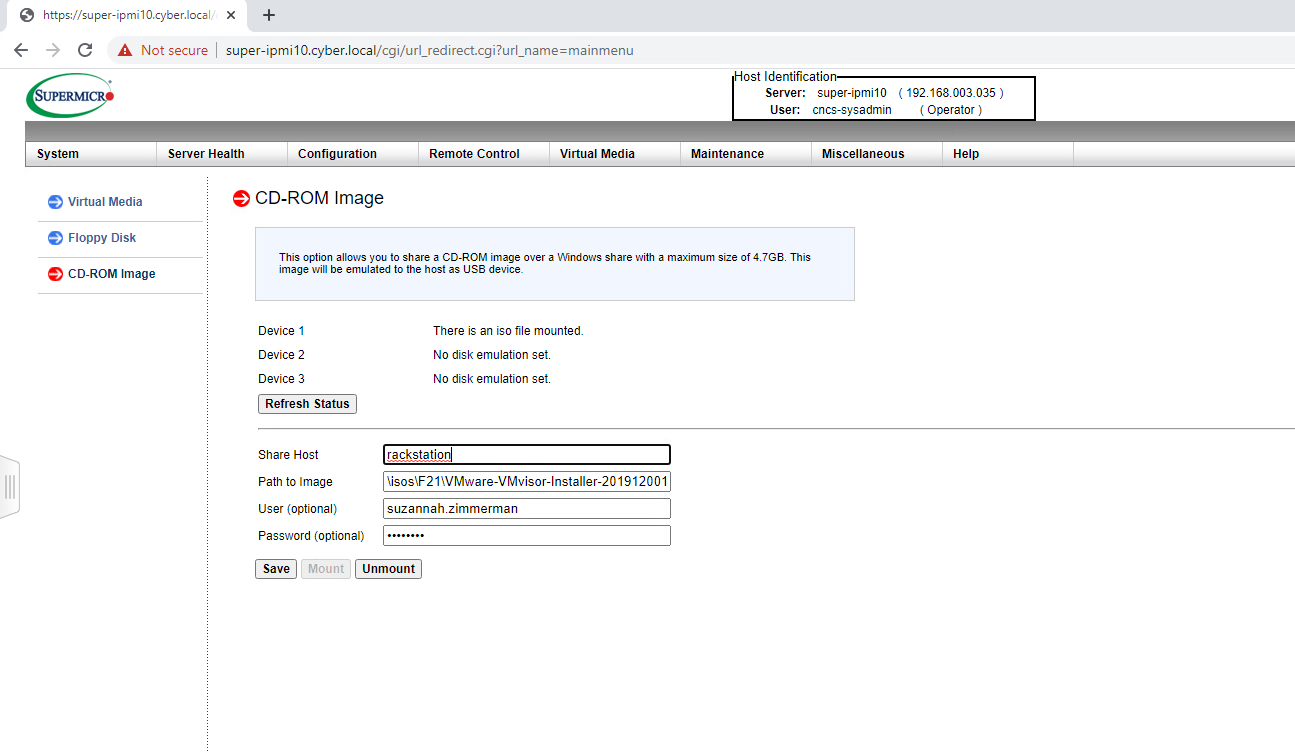 https://super-ipmi10.cyber.local/
Not secure super-ipmi10.cyber.local/cgi/url_redirect.cgi?url_name=mainmenu
SUPERMICRO
Host Identification
Server: super-ipmi10 ( 192.168.003.035 )
User: cncs-sysadmin ( Operator )
System Server Health Configuration Remote Control Virtual Media Maintenance Miscellaneous Help
Virtual Media
Floppy Disk
CD-ROM Image
CD-ROM Image
This option allows you to share a CD-ROM image over a Windows share with a maximum size of 4.7GB. This
image will be emulated to the host as USB device.
Device 1 There is an iso file mounted.
Device 2 No disk emulation set.
Device 3 No disk emulation set.
Refresh Status
Share Host rackstation
Path to Image \isos\F21\VMware-VMvisor-Installer-201912001
User (optional) suzannah.zimmerman
Password (optional) ••••••••
Save Mount Unmount